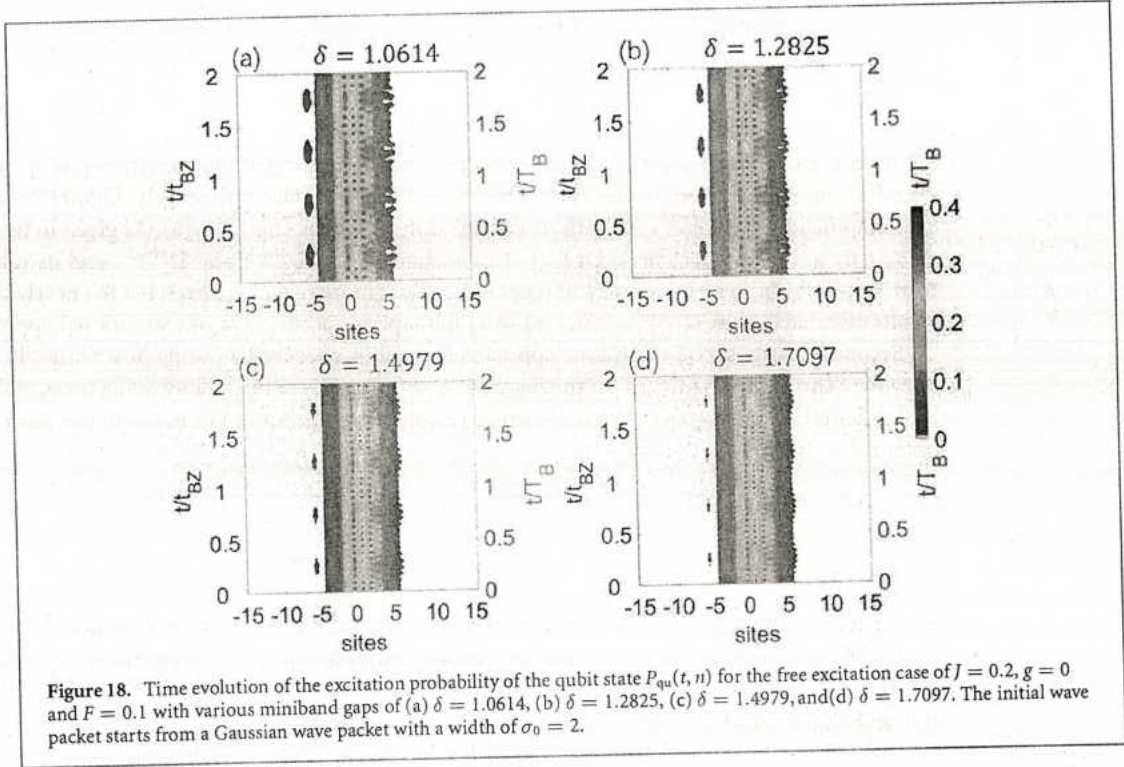 (a) δ = 1.0614
2
1.5
1
0.5
0
t/t_BZ
2
1.5
1
0.5
0
t/T_B
-15 -10 -5 0 5 10 15
sites
(b) δ = 1.2825
2
1.5
1
0.5
0
t/t_BZ
2
1.5
1
0.5
0
t/T_B
-15 -10 -5 0 5 10 15
sites
(c) δ = 1.4979
2
1.5
1
0.5
0
t/t_BZ
2
1.5
1
0.5
0
t/T_B
-15 -10 -5 0 5 10 15
sites
(d) δ = 1.7097
2
1.5
1
0.5
0
t/t_BZ
2
1.5
1
0.5
0
t/T_B
-15 -10 -5 0 5 10 15
sites
0.4
0.3
0.2
0.1
0
Figure 18. Time evolution of the excitation probability of the qubit state P_qu(t, n) for the free excitation case of J = 0.2, g = 0
and F = 0.1 with various miniband gaps of (a) δ = 1.0614, (b) δ = 1.2825, (c) δ = 1.4979, and(d) δ = 1.7097. The initial wave
packet starts from a Gaussian wave packet with a width of σ₀ = 2.